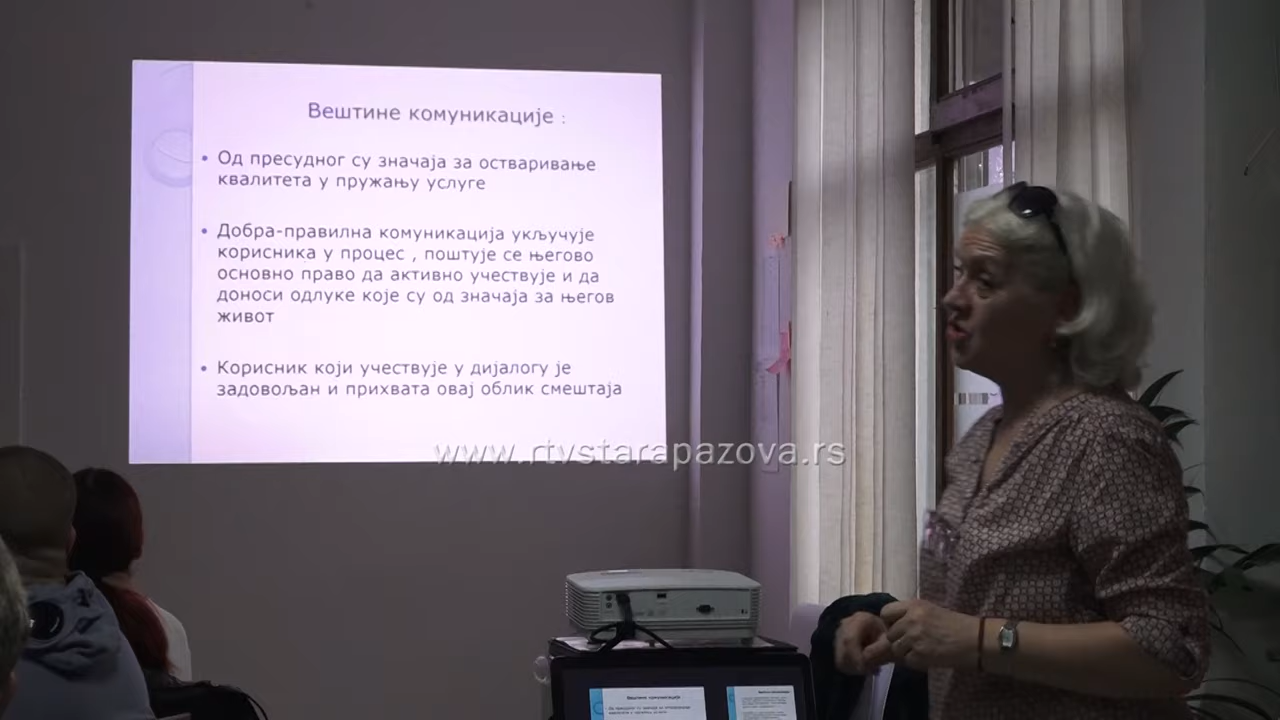 Вештине комуникације :
• Од пресудног су значаја за остваривање
квалитета у пружању услуге
• Добра-правилна комуникација укључује
корисника у процес , поштује се његово
основно право да активно учествује и да
доноси одлуке које су од значаја за његов
живот
• Корисник који учествује у дијалогу је
задовољан и прихвата овај облик смештаја
www.rtvstarapazova.rs
Вештине комуникације